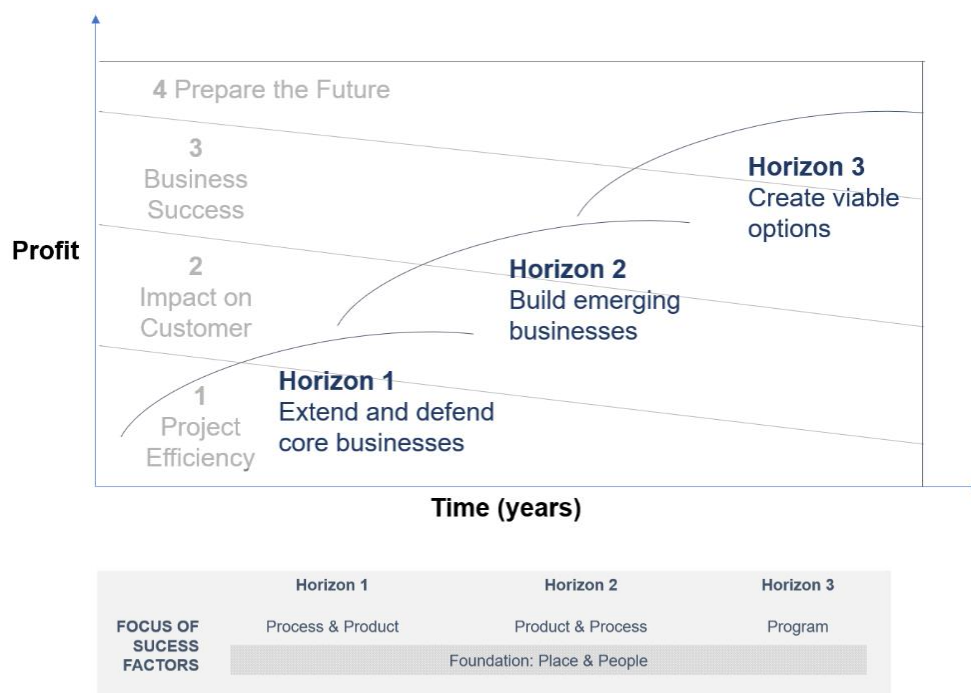 4 Prepare the Future
3
Business
Success
Horizon 3
Create viable
options
Profit
2
Impact on
Customer
Horizon 2
Build emerging
businesses
1
Project
Efficiency
Horizon 1
Extend and defend
core businesses
Time (years)
Horizon 1 Horizon 2 Horizon 3
FOCUS OF
SUCESS
FACTORS
Process & Product Product & Process Program
Foundation: Place & People